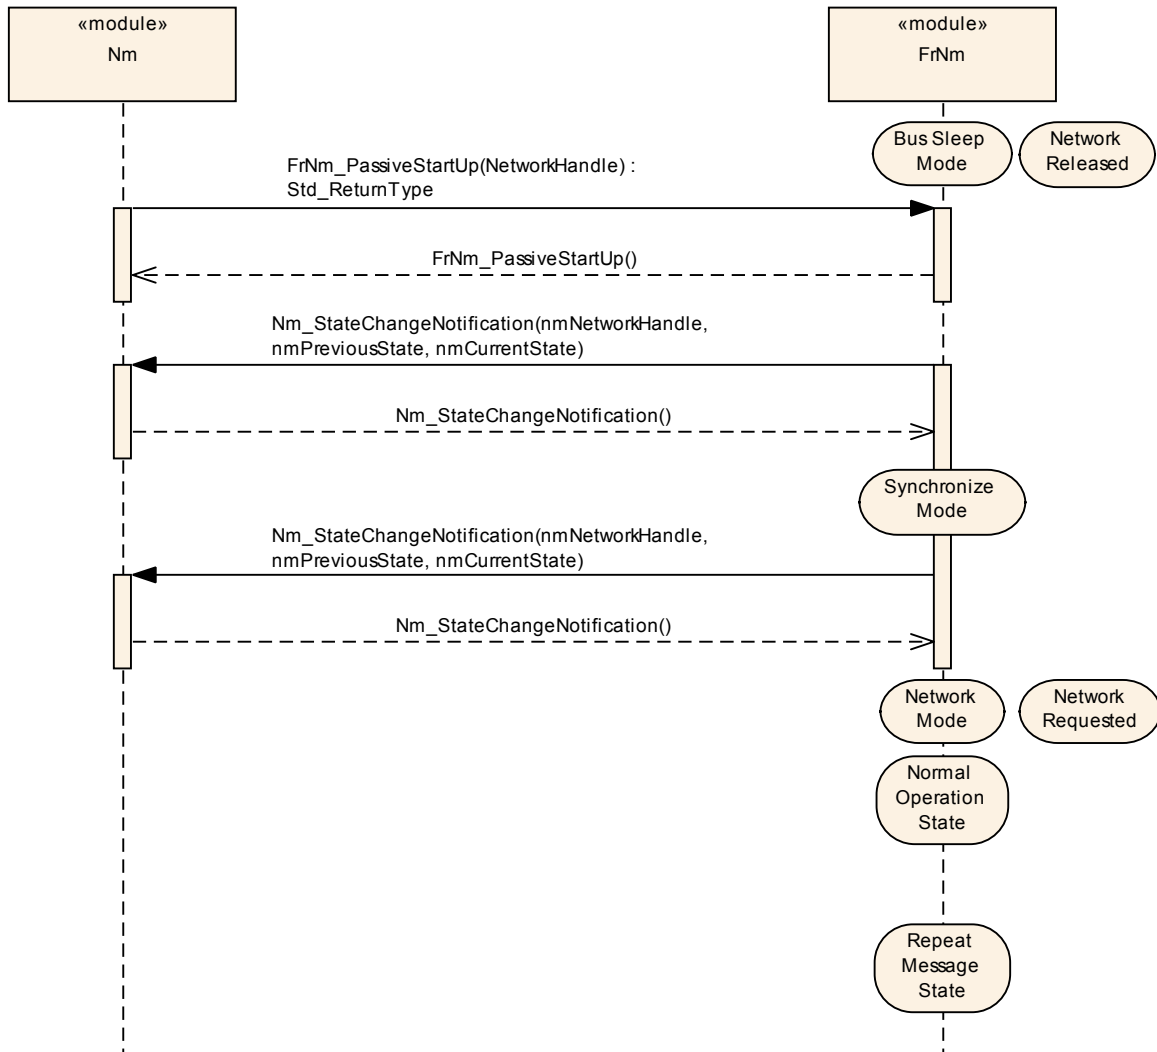 «module»
Nm
«module»
FrNm
Bus Sleep
Mode
Network
Released
FrNm_PassiveStartUp(NetworkHandle) :
Std_ReturnType
FrNm_PassiveStartUp()
Nm_StateChangeNotification(nmNetworkHandle,
nmPreviousState, nmCurrentState)
Nm_StateChangeNotification()
Synchronize
Mode
Nm_StateChangeNotification(nmNetworkHandle,
nmPreviousState, nmCurrentState)
Nm_StateChangeNotification()
Network
Mode
Network
Requested
Normal
Operation
State
Repeat
Message
State